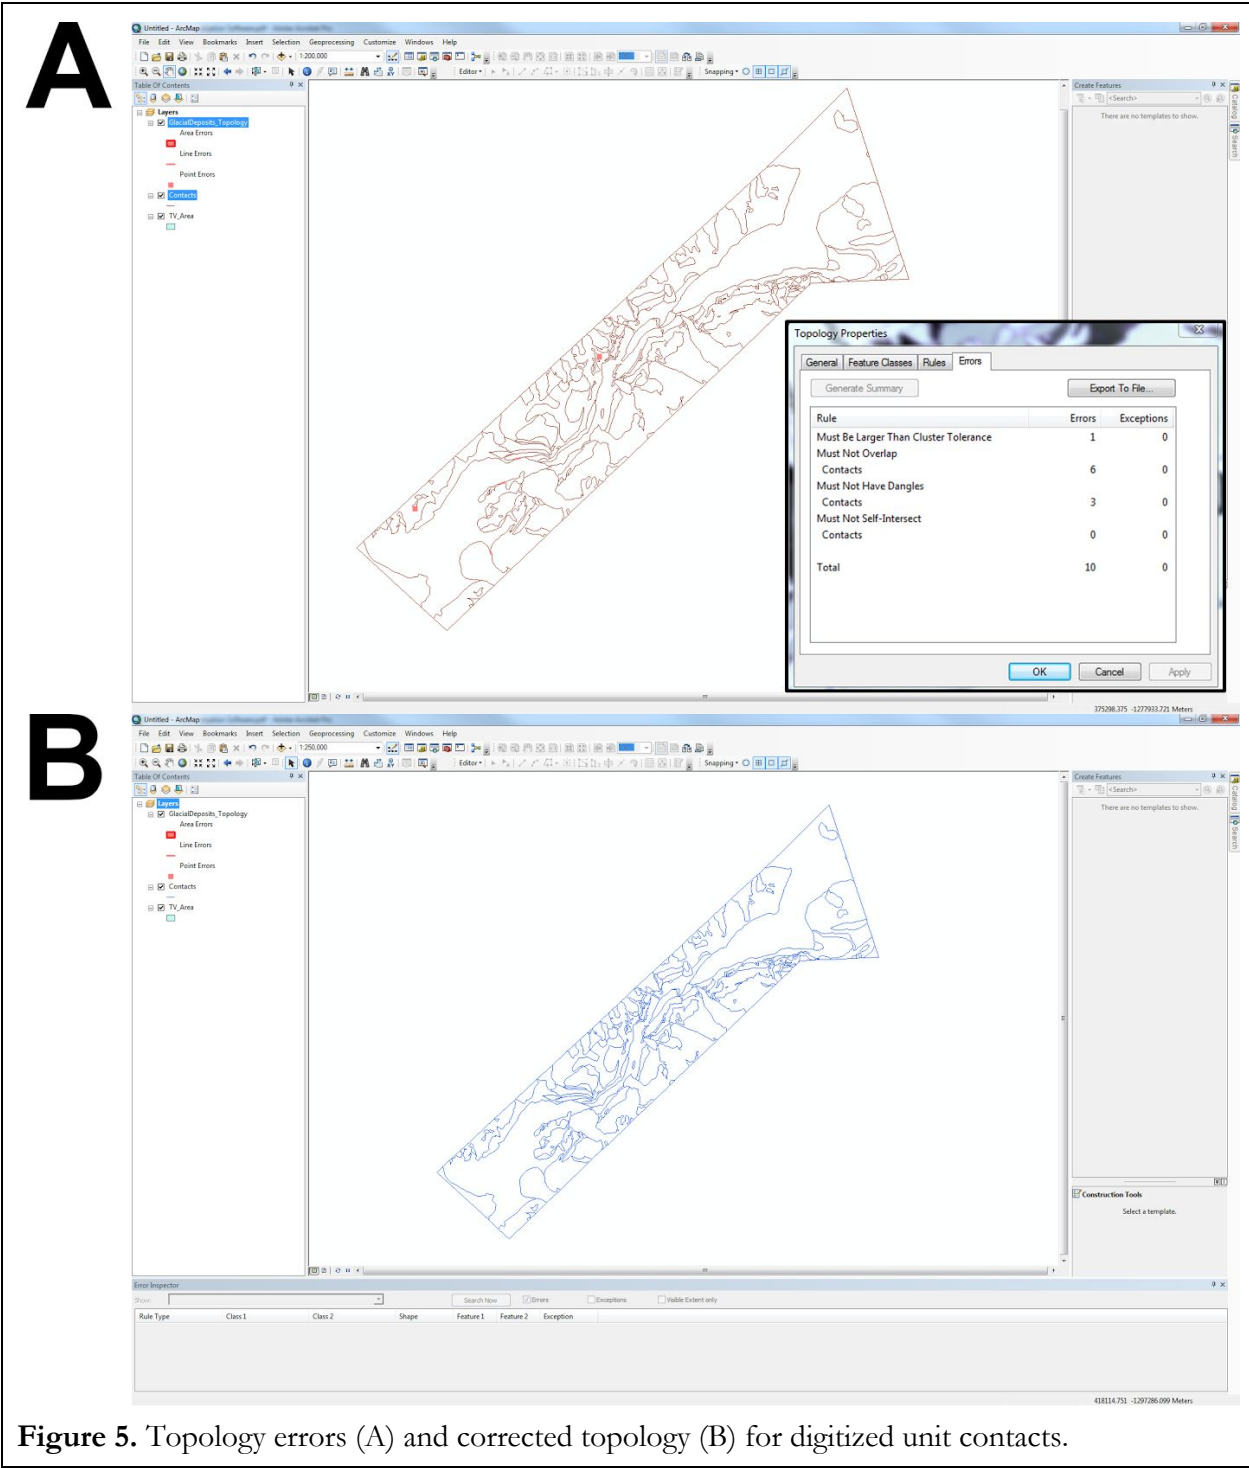 A
Untitled - ArcMap
File Edit View Bookmarks Insert Selection Geoprocessing Customize Windows Help
1:200,000
Editor Snapping
Table Of Contents
Layers
GlacialDeposits_Topology
Area Errors
Line Errors
Point Errors
Contacts
TV_Area
Create Features
<Search>
There are no templates to show.
Catalog
Search
Topology Properties
General Feature Classes Rules Errors
Generate Summary Export To File...
Rule Errors Exceptions
Must Be Larger Than Cluster Tolerance 1 0
Must Not Overlap
Contacts 6 0
Must Not Have Dangles
Contacts 3 0
Must Not Self-Intersect
Contacts 0 0
Total 10 0
OK Cancel Apply
375298.375 -1277933.721 Meters
B
Untitled - ArcMap
File Edit View Bookmarks Insert Selection Geoprocessing Customize Windows Help
1:250,000
Editor Snapping
Table Of Contents
Layers
GlacialDeposits_Topology
Area Errors
Line Errors
Point Errors
Contacts
TV_Area
Create Features
<Search>
There are no templates to show.
Catalog
Search
Construction Tools
Select a template.
Error Inspector
Show: Search Now Errors Exceptions Visible Extent only
Rule Type Class 1 Class 2 Shape Feature 1 Feature 2 Exception
418114.751 -1297286.099 Meters
Figure 5. Topology errors (A) and corrected topology (B) for digitized unit contacts.